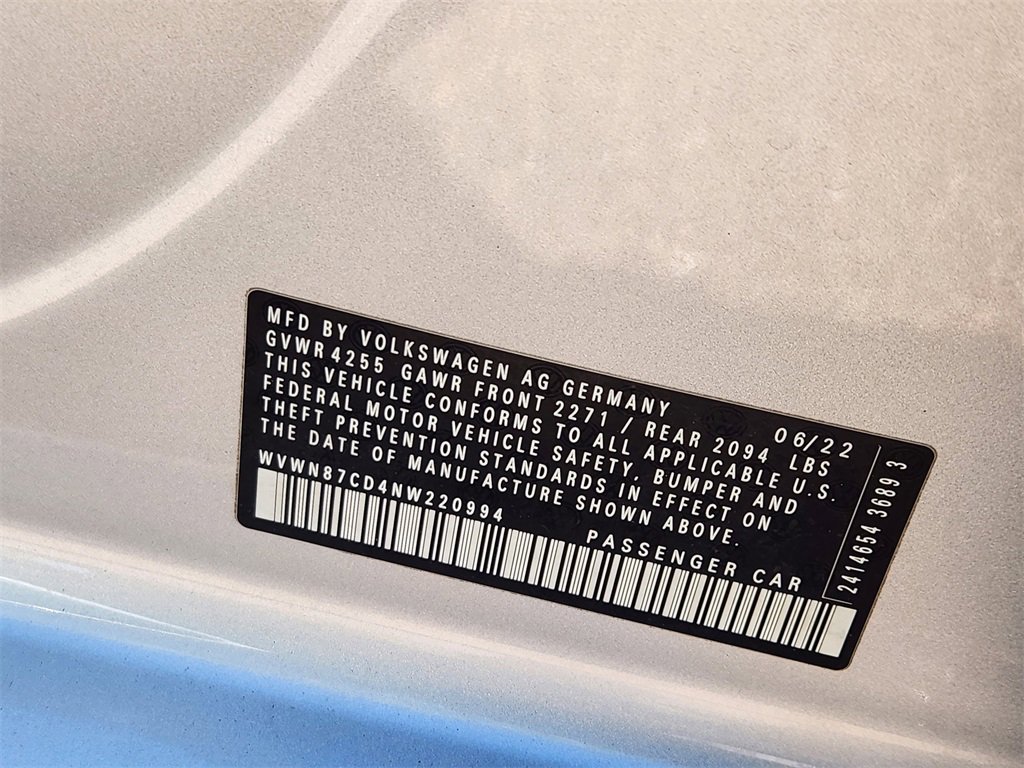 MFD BY VOLKSWAGEN AG GERMANY 06/22
GVWR 4255 GAWR FRONT 2271 / REAR 2094 LBS
THIS VEHICLE CONFORMS TO ALL APPLICABLE U.S.
FEDERAL MOTOR VEHICLE SAFETY, BUMPER AND
THEFT PREVENTION STANDARDS IN EFFECT ON
THE DATE OF MANUFACTURE SHOWN ABOVE.
WVWN87CD4NW220994 PASSENGER CAR
2414654 3689 3